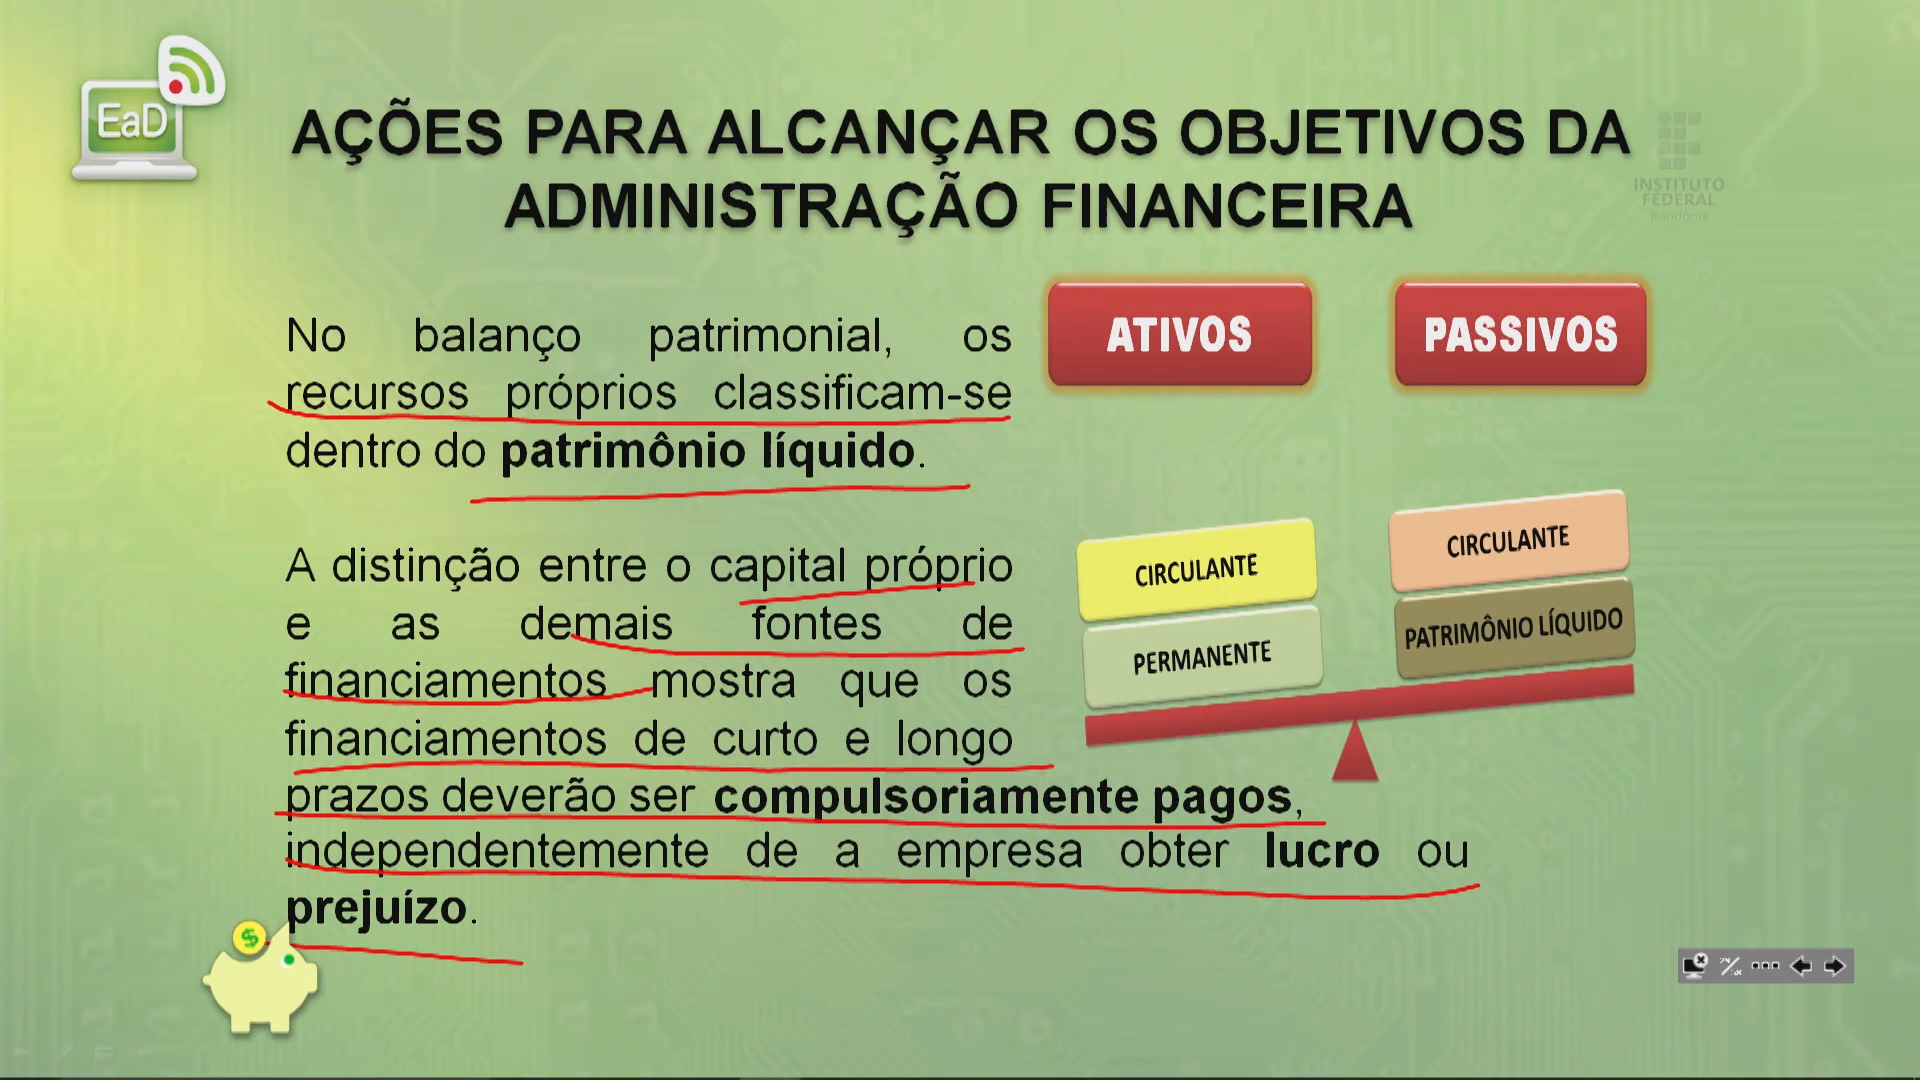 EaD
AÇÕES PARA ALCANÇAR OS OBJETIVOS DA
ADMINISTRAÇÃO FINANCEIRA
INSTITUTO
FEDERAL
Rondônia
No balanço patrimonial, os
recursos próprios classificam-se
dentro do patrimônio líquido.
A distinção entre o capital próprio
e as demais fontes de
financiamentos mostra que os
financiamentos de curto e longo
prazos deverão ser compulsoriamente pagos,
independentemente de a empresa obter lucro ou
prejuízo.
ATIVOS
PASSIVOS
CIRCULANTE
CIRCULANTE
PERMANENTE
PATRIMÔNIO LÍQUIDO
$